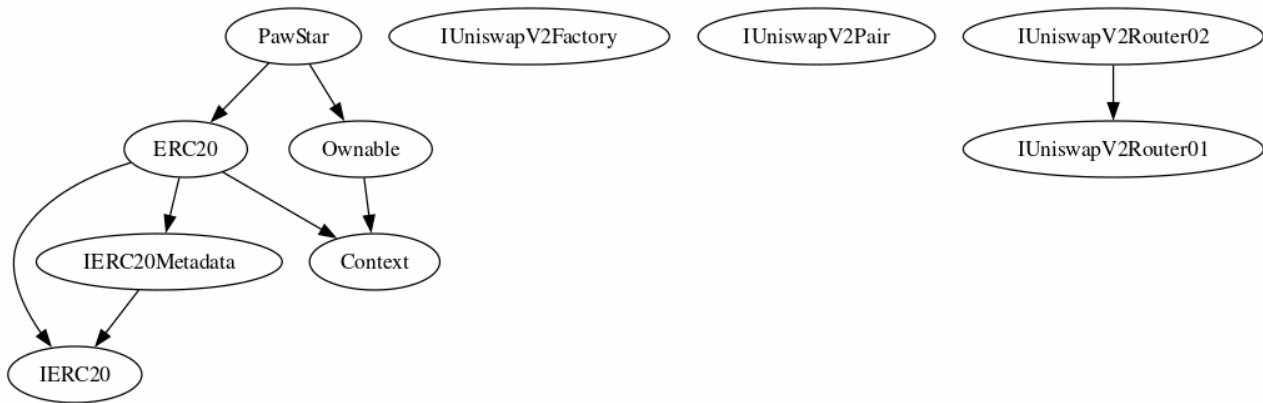 PawStar
IUniswapV2Factory
IUniswapV2Pair
IUniswapV2Router02
ERC20
Ownable
IUniswapV2Router01
IERC20Metadata
Context
IERC20